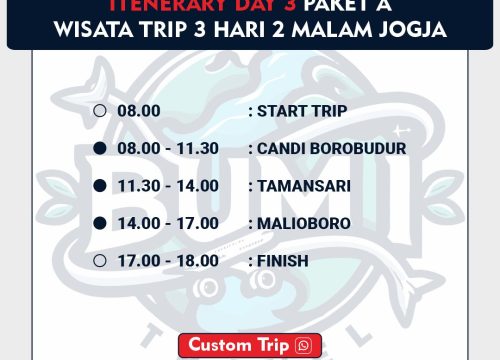 ITENERARY DAY 3 PAKET A
WISATA TRIP 3 HARI 2 MALAM JOGJA
08.00 : START TRIP
08.00 - 11.30 : CANDI BOROBUDUR
11.30 - 14.00 : TAMANSARI
14.00 - 17.00 : MALIOBORO
17.00 - 18.00 : FINISH
BUMI
Custom Trip